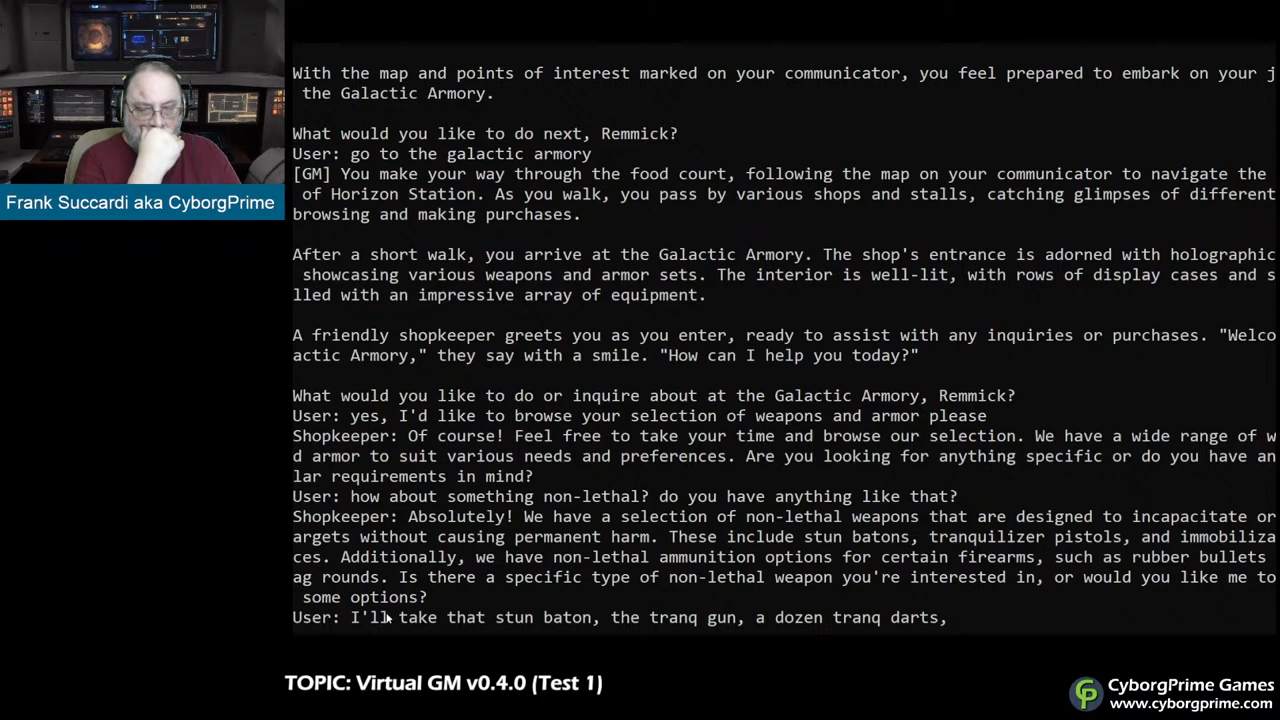 With the map and points of interest marked on your communicator, you feel prepared to embark on your j
the Galactic Armory.
What would you like to do next, Remmick?
User: go to the galactic armory
[GM] You make your way through the food court, following the map on your communicator to navigate the
of Horizon Station. As you walk, you pass by various shops and stalls, catching glimpses of different
browsing and making purchases.
After a short walk, you arrive at the Galactic Armory. The shop's entrance is adorned with holographic
showcasing various weapons and armor sets. The interior is well-lit, with rows of display cases and s
lled with an impressive array of equipment.
A friendly shopkeeper greets you as you enter, ready to assist with any inquiries or purchases. "Welco
actic Armory," they say with a smile. "How can I help you today?"
What would you like to do or inquire about at the Galactic Armory, Remmick?
User: yes, I'd like to browse your selection of weapons and armor please
Shopkeeper: Of course! Feel free to take your time and browse our selection. We have a wide range of w
d armor to suit various needs and preferences. Are you looking for anything specific or do you have an
lar requirements in mind?
User: how about something non-lethal? do you have anything like that?
Shopkeeper: Absolutely! We have a selection of non-lethal weapons that are designed to incapacitate or
argets without causing permanent harm. These include stun batons, tranquilizer pistols, and immobiliza
ces. Additionally, we have non-lethal ammunition options for certain firearms, such as rubber bullets
ag rounds. Is there a specific type of non-lethal weapon you're interested in, or would you like me to
some options?
User: I'll take that stun baton, the tranq gun, a dozen tranq darts,
Frank Succardi aka CyborgPrime
TOPIC: Virtual GM v0.4.0 (Test 1)
CyborgPrime Games
www.cyborgprime.com